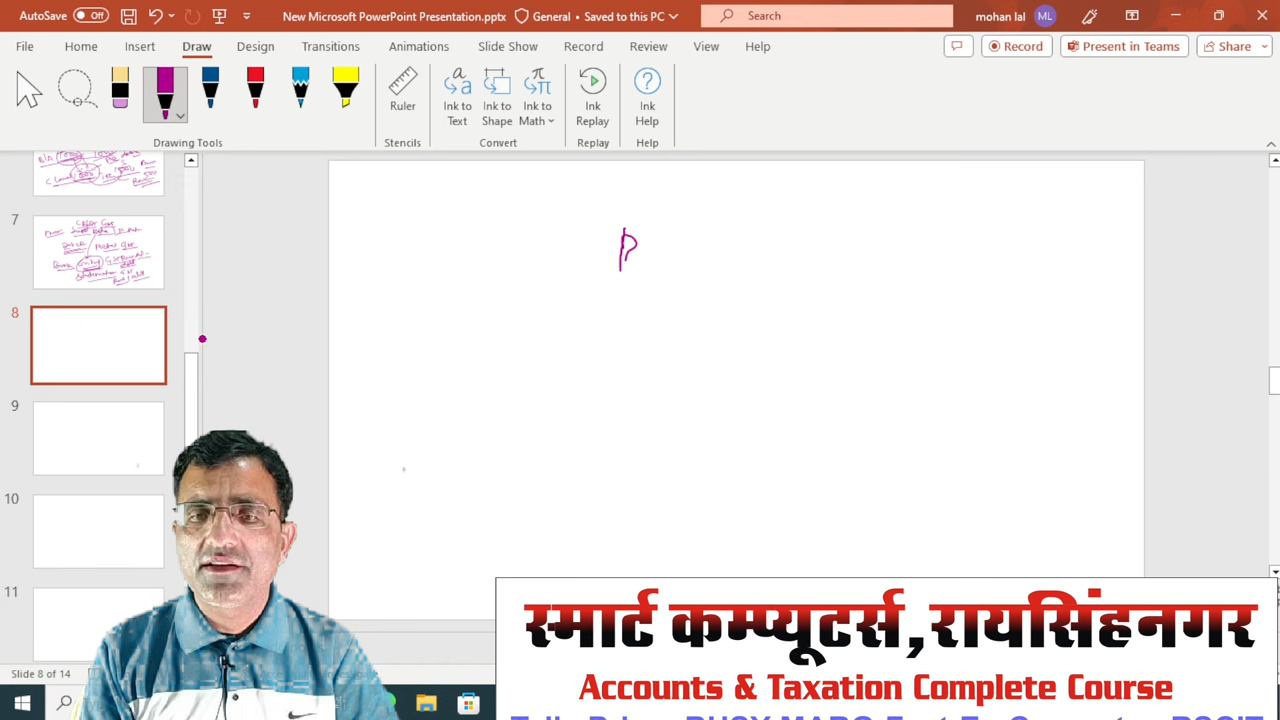 AutoSave Off New Microsoft PowerPoint Presentation.pptx General • Saved to this PC Search mohan lal ML
File Home Insert Draw Design Transitions Animations Slide Show Record Review View Help Record Present in Teams Share
Ruler
Ink to Text
Ink to Shape
Ink to Math
Ink Replay
Ink Help
Drawing Tools Stencils Convert Replay Help
7
8
9
10
11
P
Slide 8 of 14
स्मार्ट कम्प्यूटर्स,रायसिंहनगर
Accounts & Taxation Complete Course